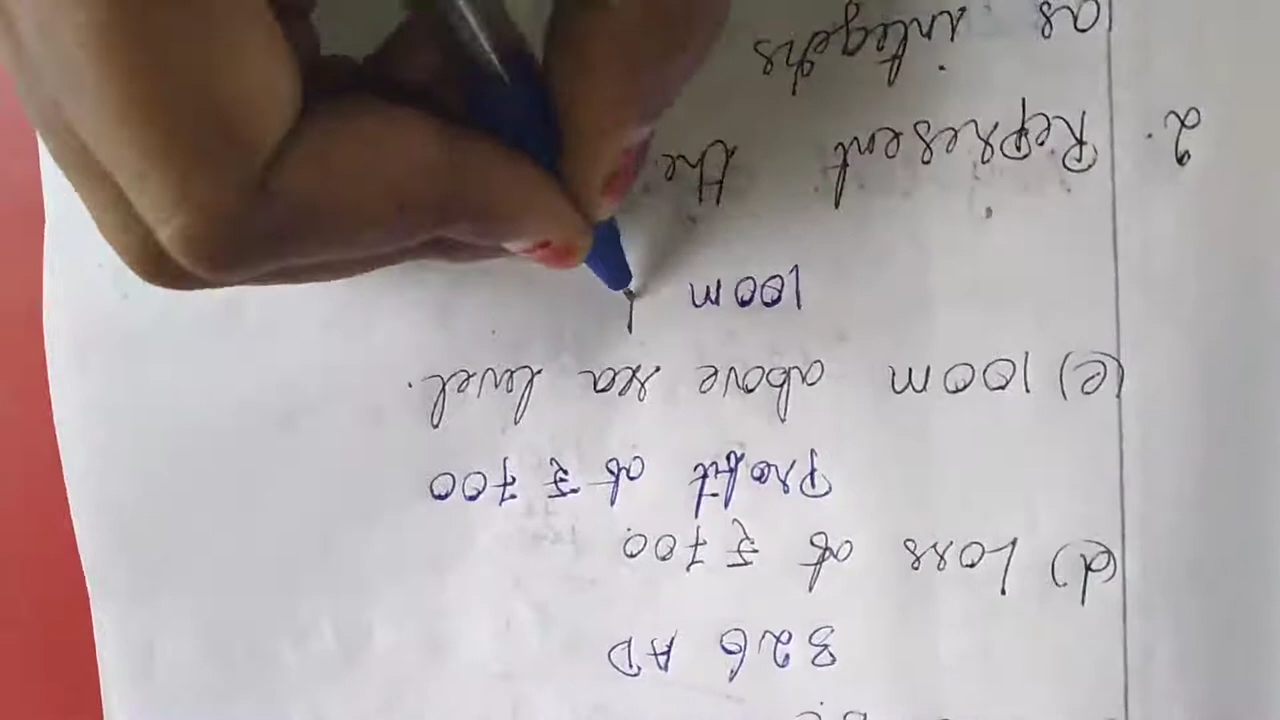 326 AD
(d) Loss of ₹ 700
Profit of ₹ 700
(e) 100m above sea level.
100m
2. Represent the
as integers